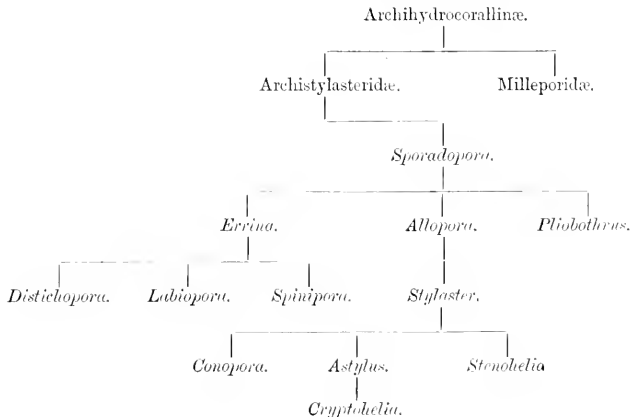 Archihydrocorallinæ.
Archistylasteridæ. Milleporidæ.
Sporadopora.
Errina. Allopora. Pliobothrus.
Distichopora. Labiopora. Spinipora. Stylaster.
Conopora. Astylus. Stenohelia
Cryptohelia.